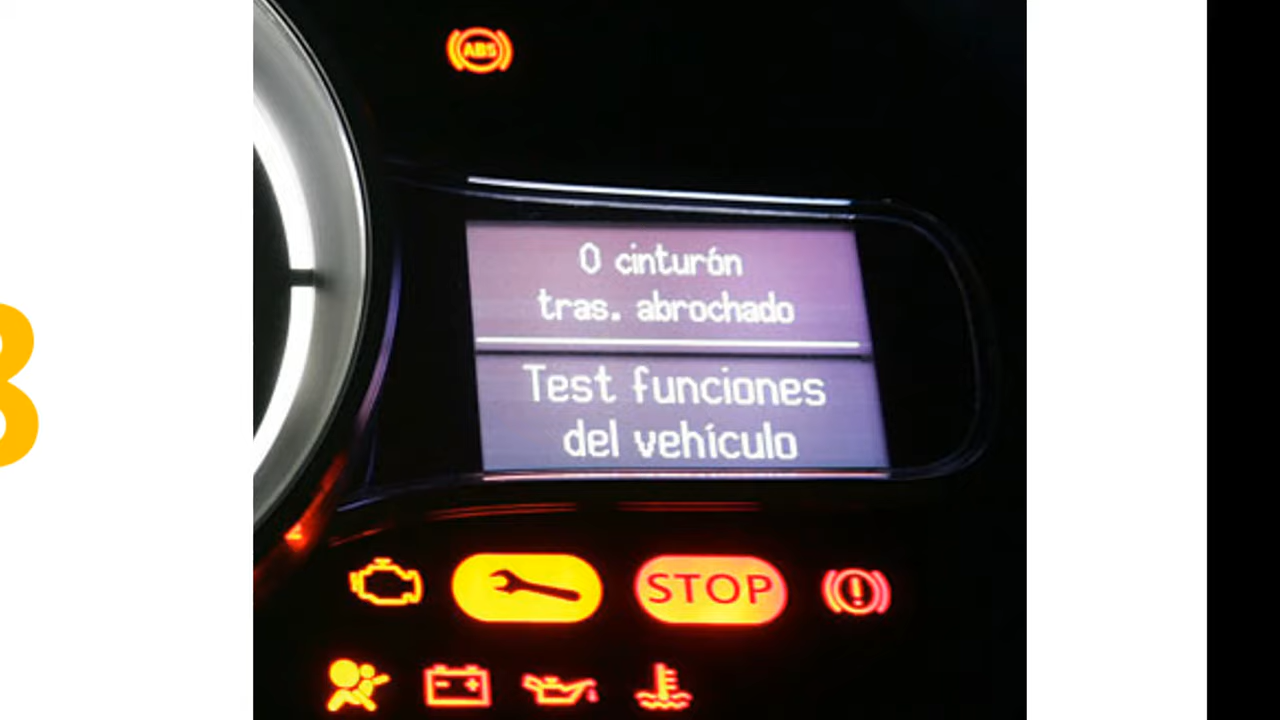 ABS
0 cinturón
tras. abrochado
Test funciones
del vehículo
STOP